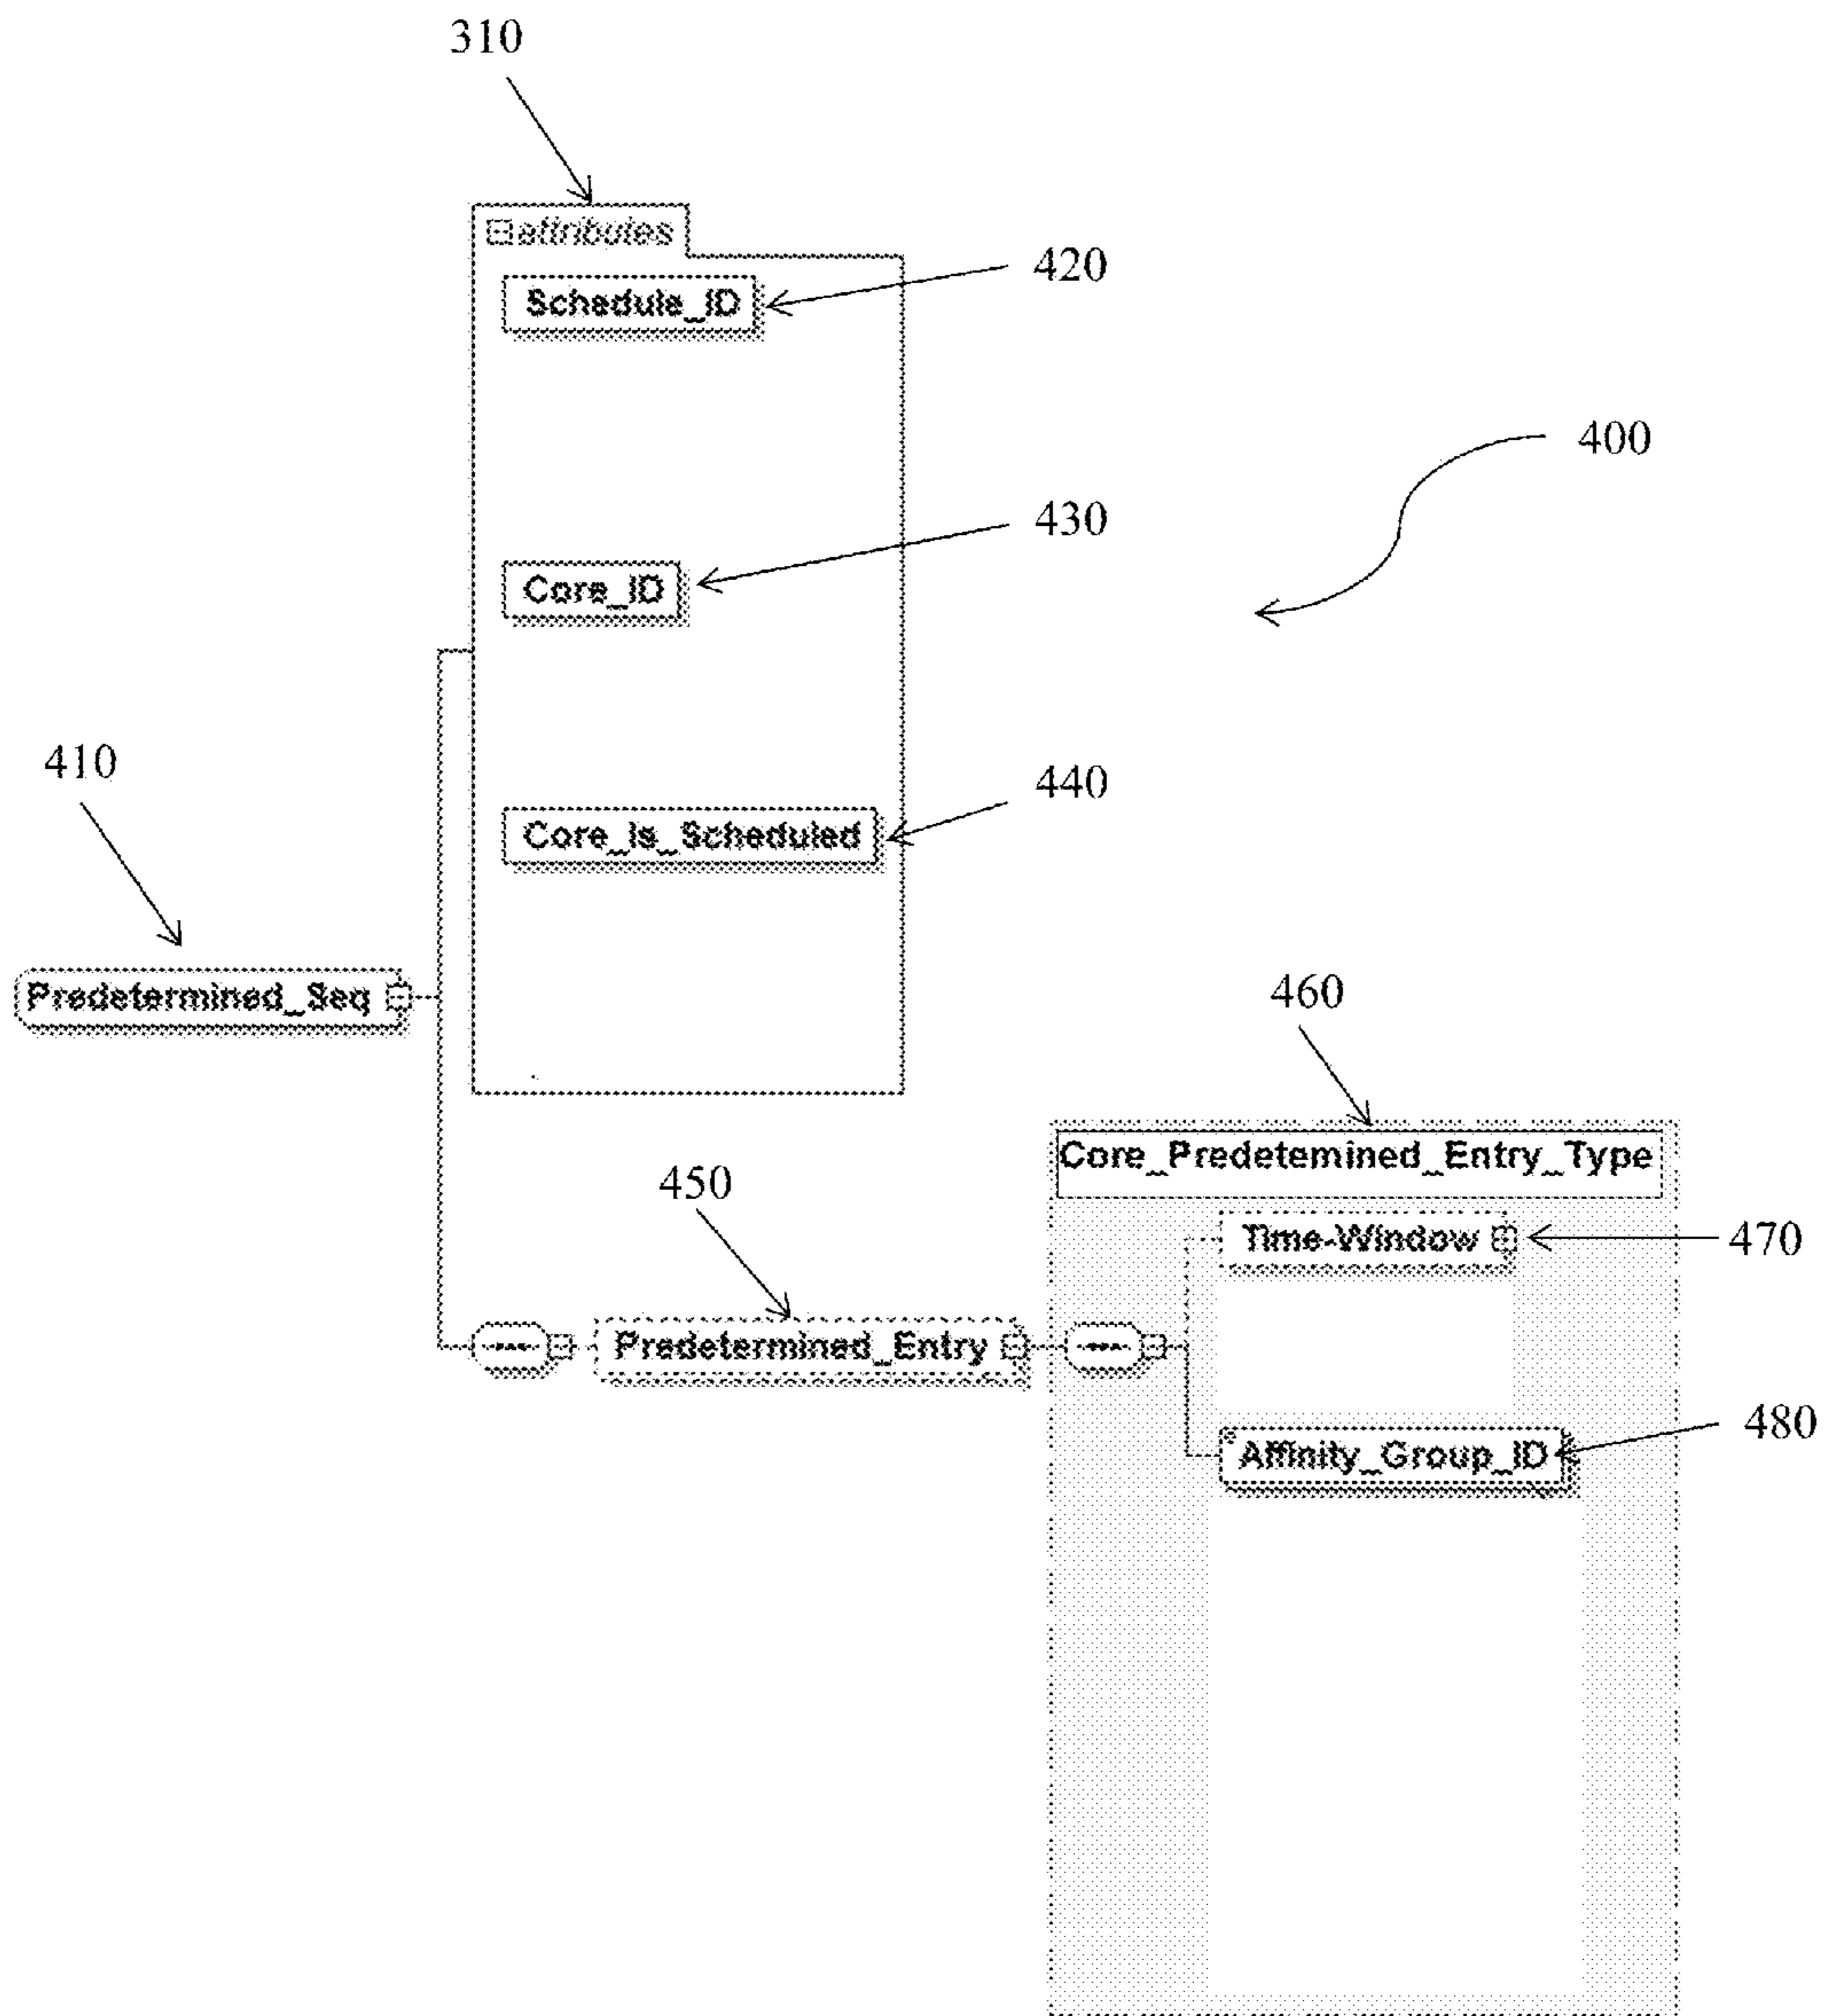 310
attributes
420
Schedule_ID
400
430
Core_ID
410
440
Core_Is_Scheduled
Predetermined_Seq
460
Core_Predetemined_Entry_Type
450
Time-Window
470
Predetermined_Entry
480
Affinity_Group_ID